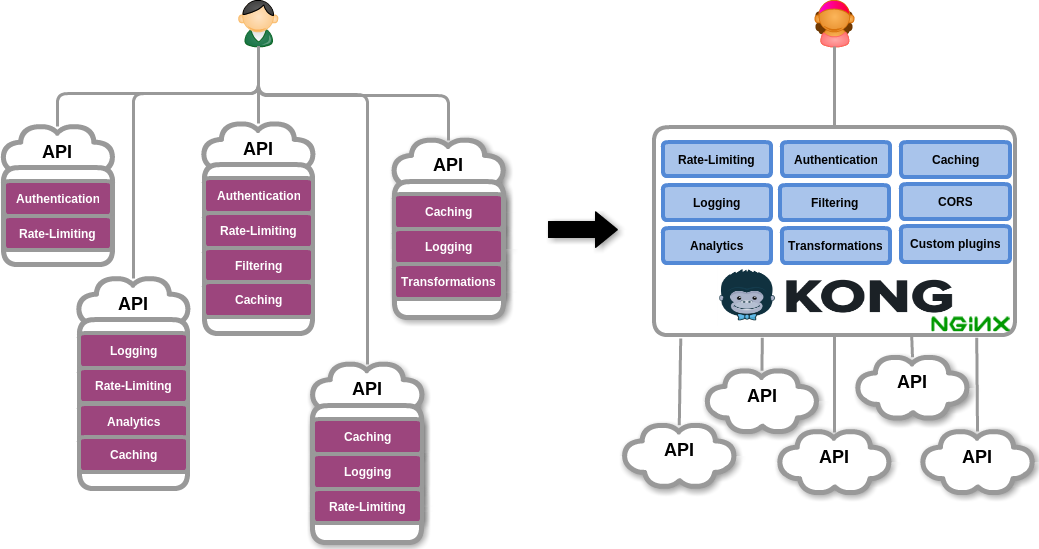 API
Authentication
Rate-Limiting
API
Logging
Rate-Limiting
Analytics
Caching
API
Authentication
Rate-Limiting
Filtering
Caching
API
Caching
Logging
Rate-Limiting
API
Caching
Logging
Transformations
Rate-Limiting
Authentication
Caching
Logging
Filtering
CORS
Analytics
Transformations
Custom plugins
KONG
NGINX
API
API
API
API
API